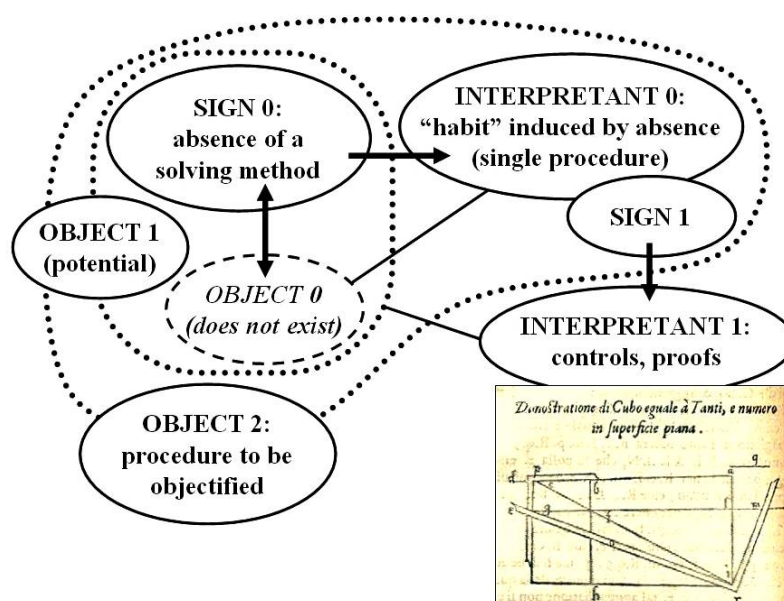 SIGN 0:
absence of a
solving method
INTERPRETANT 0:
“habit” induced by absence
(single procedure)
SIGN 1
OBJECT 1
(potential)
OBJECT 0
(does not exist)
INTERPRETANT 1:
controls, proofs
OBJECT 2:
procedure to be
objectified
Dimostratione di Cubo eguale à Tanti, e numero
in superficie piana.
d
p
b
a
q
e
g
f
l
m
h
i
r